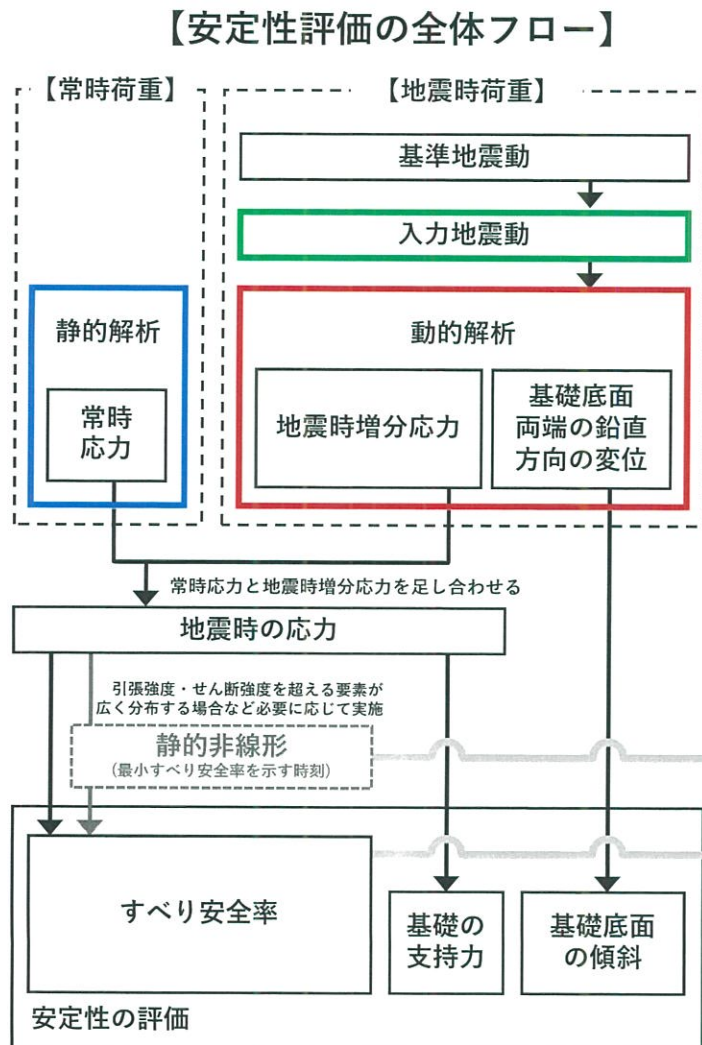 【安定性評価の全体フロー】
【常時荷重】
【地震時荷重】
基準地震動
入力地震動
静的解析
常時
応力
動的解析
地震時増分応力
基礎底面
両端の鉛直
方向の変位
常時応力と地震時増分応力を足し合わせる
地震時の応力
引張強度・せん断強度を超える要素が
広く分布する場合など必要に応じて実施
静的非線形
(最小すべり安全率を示す時刻)
すべり安全率
基礎の
支持力
基礎底面
の傾斜
安定性の評価